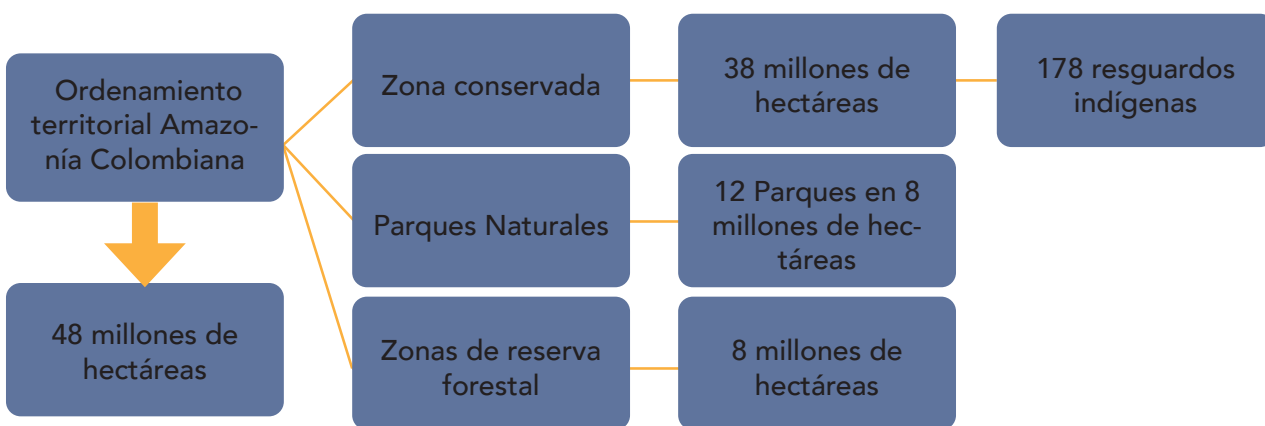 Ordenamiento
territorial Amazo-
nía Colombiana
48 millones de
hectáreas
Zona conservada
38 millones de
hectáreas
178 resguardos
indígenas
Parques Naturales
12 Parques en 8
millones de hec-
táreas
Zonas de reserva
forestal
8 millones de
hectáreas